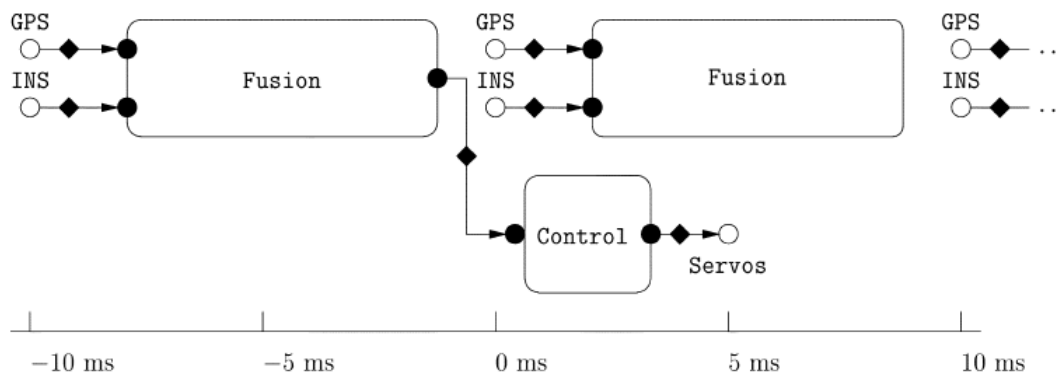 GPS
GPS
GPS
INS
Fusion
INS
Fusion
INS
..
..
Control
Servos
−10 ms
−5 ms
0 ms
5 ms
10 ms